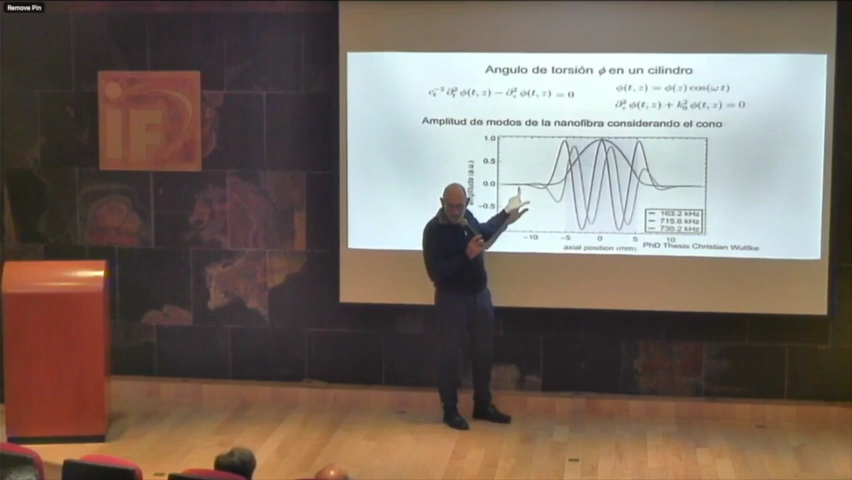 Remove Pin
IF
Angulo de torsión ϕ en un cilindro
c_t^{-2} ∂_t^2 ϕ(t, z) − ∂_z^2 ϕ(t, z) = 0
ϕ(t, z) = ϕ(z) cos(ω t)
∂_z^2 ϕ(t, z) + k_0^2 ϕ(t, z) = 0
Amplitud de modos de la nanofibra considerando el cono
1.0
0.5
0.0
−0.5
163.2 kHz
715.6 kHz
730.2 kHz
−10 −5 0 5 10
axial position (mm)
PhD Thesis Christian Wuttke